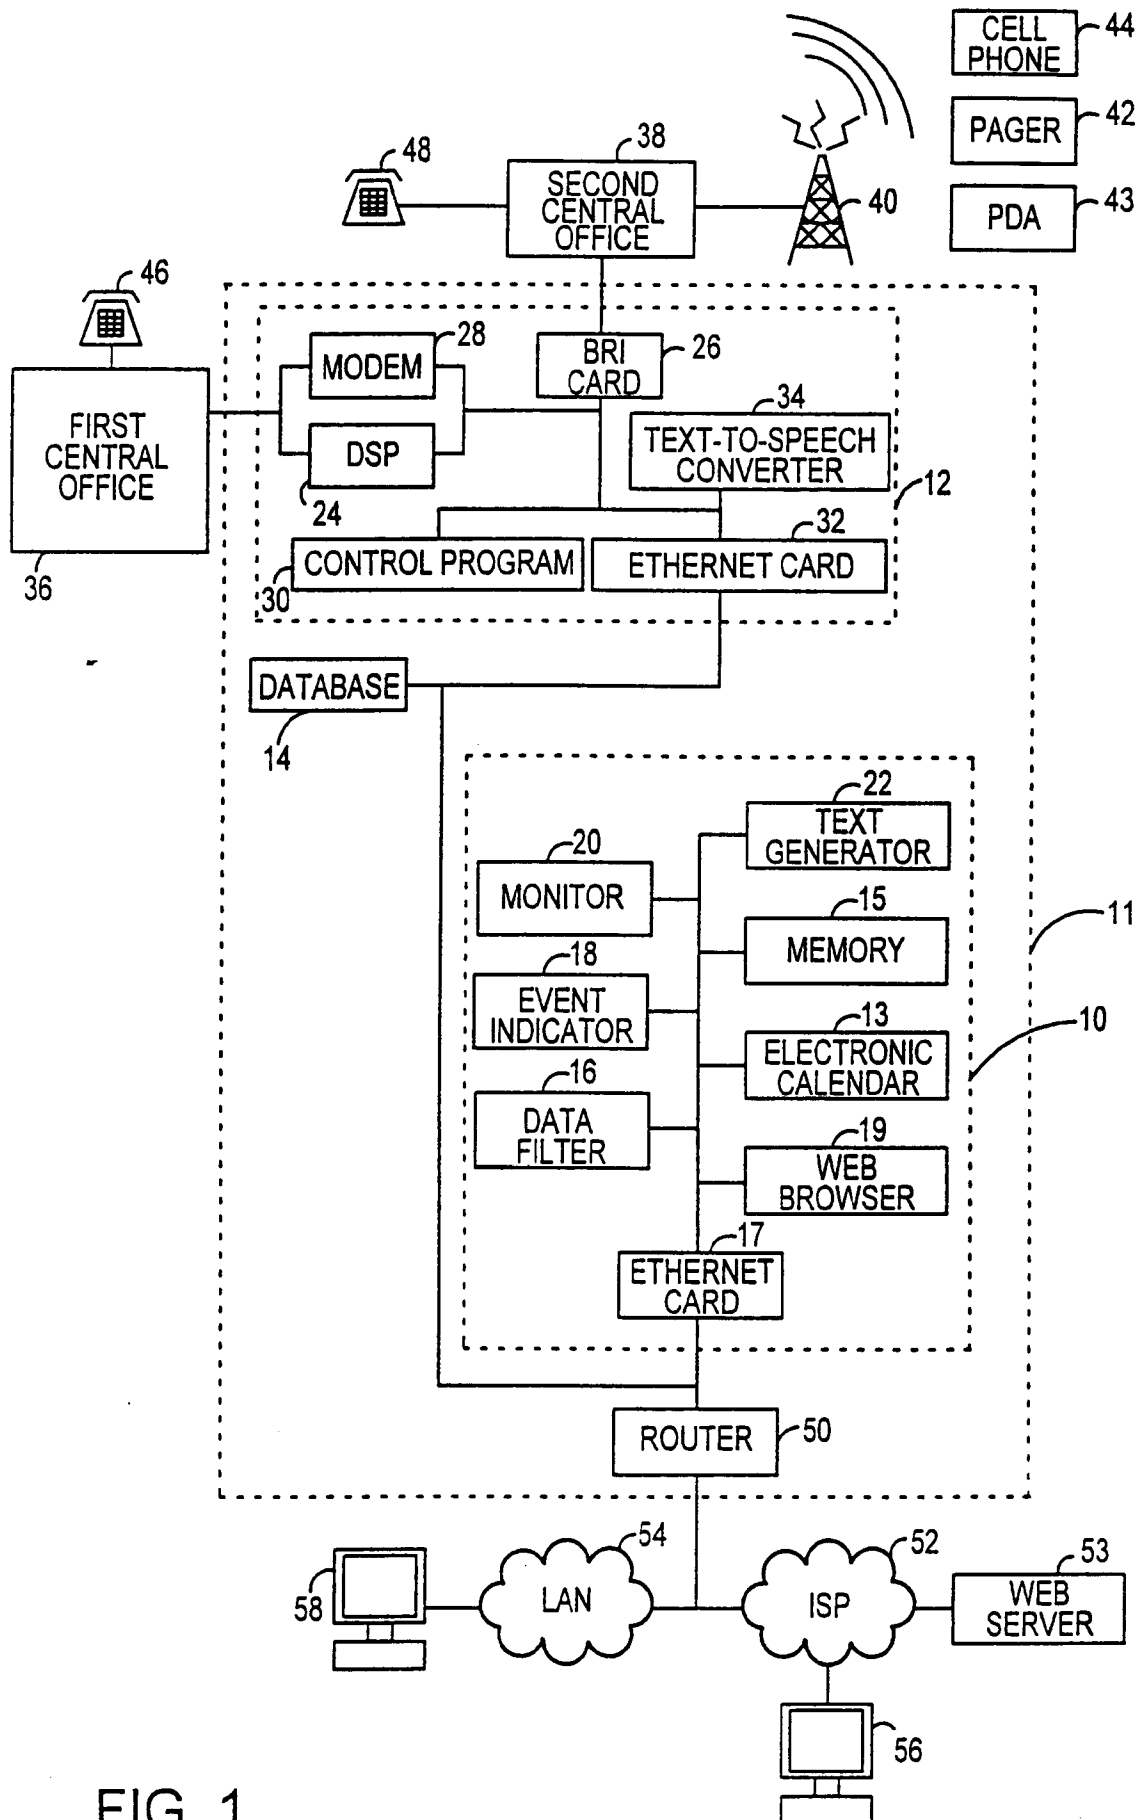 CELL
PHONE
44
PAGER
42
PDA
43
48
38
SECOND
CENTRAL
OFFICE
40
46
FIRST
CENTRAL
OFFICE
36
28
MODEM
BRI
CARD
26
DSP
24
34
TEXT-TO-SPEECH
CONVERTER
12
CONTROL PROGRAM
30
32
ETHERNET CARD
DATABASE
14
22
TEXT
GENERATOR
20
MONITOR
15
MEMORY
11
18
EVENT
INDICATOR
13
ELECTRONIC
CALENDAR
10
16
DATA
FILTER
19
WEB
BROWSER
17
ETHERNET
CARD
ROUTER
50
58
54
LAN
52
ISP
53
WEB
SERVER
56
FIG. 1